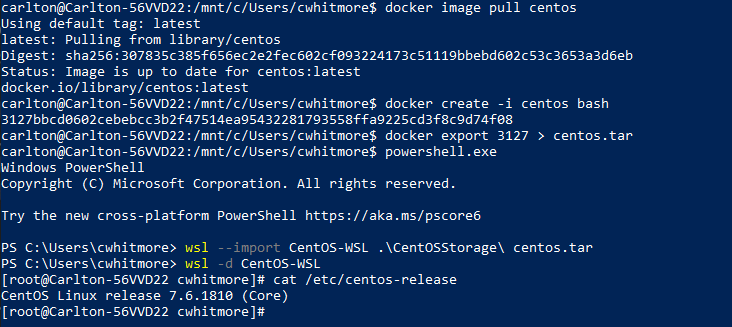 carlton@Carlton-56VVD22:/mnt/c/Users/cwhitmore$ docker image pull centos
Using default tag: latest
latest: Pulling from library/centos
Digest: sha256:307835c385f656ec2e2fec602cf093224173c51119bbebd602c53c3653a3d6eb
Status: Image is up to date for centos:latest
docker.io/library/centos:latest
carlton@Carlton-56VVD22:/mnt/c/Users/cwhitmore$ docker create -i centos bash
3127bbcd0602cebebcc3b2f47514ea95432281793558ffa9225cd3f8c9d74f08
carlton@Carlton-56VVD22:/mnt/c/Users/cwhitmore$ docker export 3127 > centos.tar
carlton@Carlton-56VVD22:/mnt/c/Users/cwhitmore$ powershell.exe
Windows PowerShell
Copyright (C) Microsoft Corporation. All rights reserved.
Try the new cross-platform PowerShell https://aka.ms/pscore6
PS C:\Users\cwhitmore> wsl --import CentOS-WSL .\CentOSStorage\ centos.tar
PS C:\Users\cwhitmore> wsl -d CentOS-WSL
[root@Carlton-56VVD22 cwhitmore]# cat /etc/centos-release
CentOS Linux release 7.6.1810 (Core)
[root@Carlton-56VVD22 cwhitmore]#